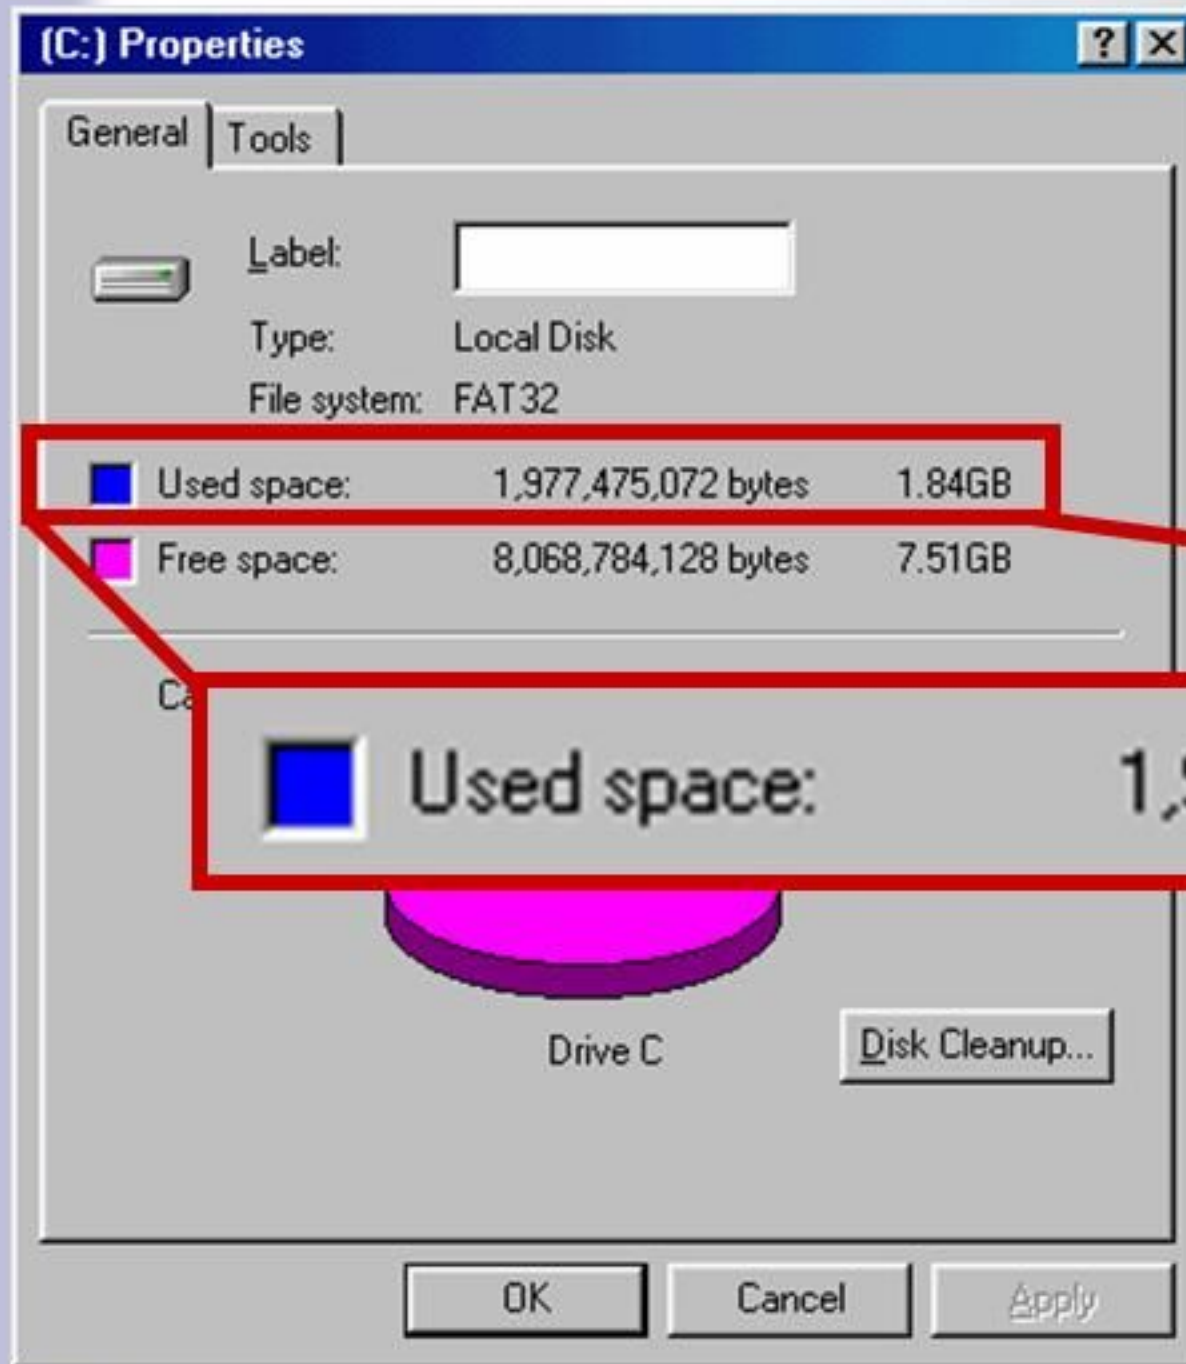 (C:) Properties
General Tools
Label:
Type: Local Disk
File system: FAT32
Used space: 1,977,475,072 bytes 1.84GB
Free space: 8,068,784,128 bytes 7.51GB
Used space:
Drive C
Disk Cleanup...
OK Cancel Apply